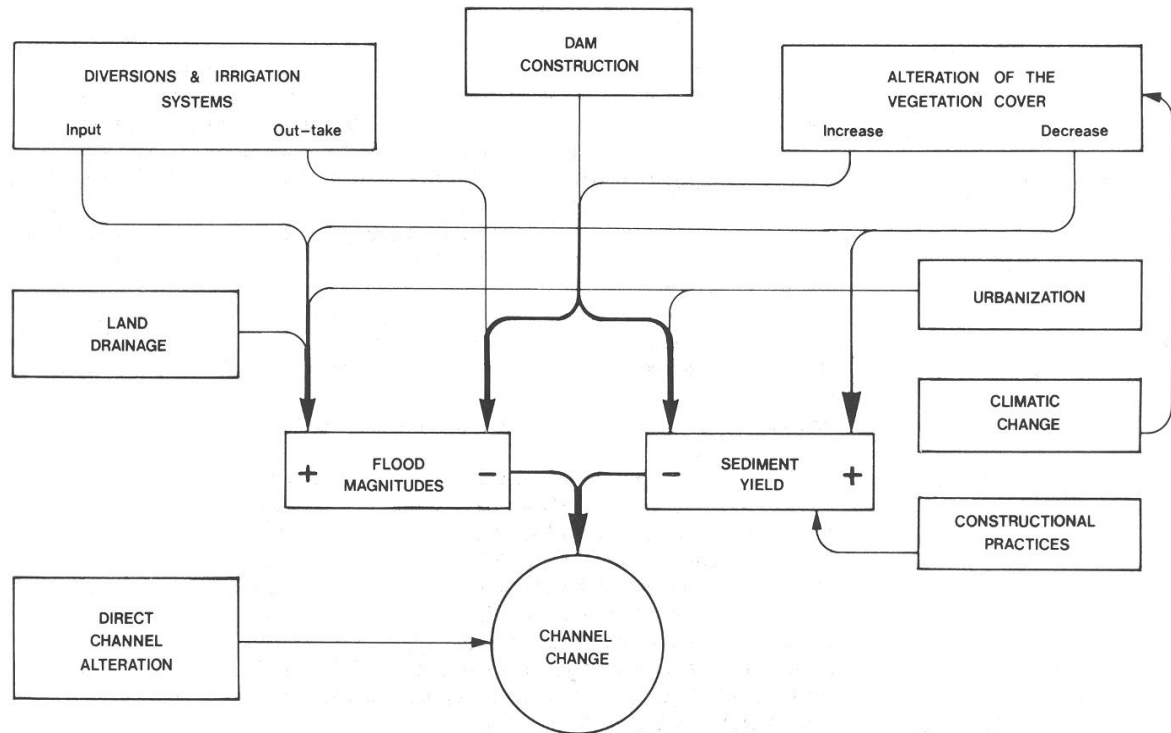 DAM
CONSTRUCTION
DIVERSIONS & IRRIGATION
SYSTEMS
Input Out-take
ALTERATION OF THE
VEGETATION COVER
Increase Decrease
LAND
DRAINAGE
URBANIZATION
CLIMATIC
CHANGE
+ FLOOD
MAGNITUDES −
− SEDIMENT
YIELD +
CONSTRUCTIONAL
PRACTICES
DIRECT
CHANNEL
ALTERATION
CHANNEL
CHANGE